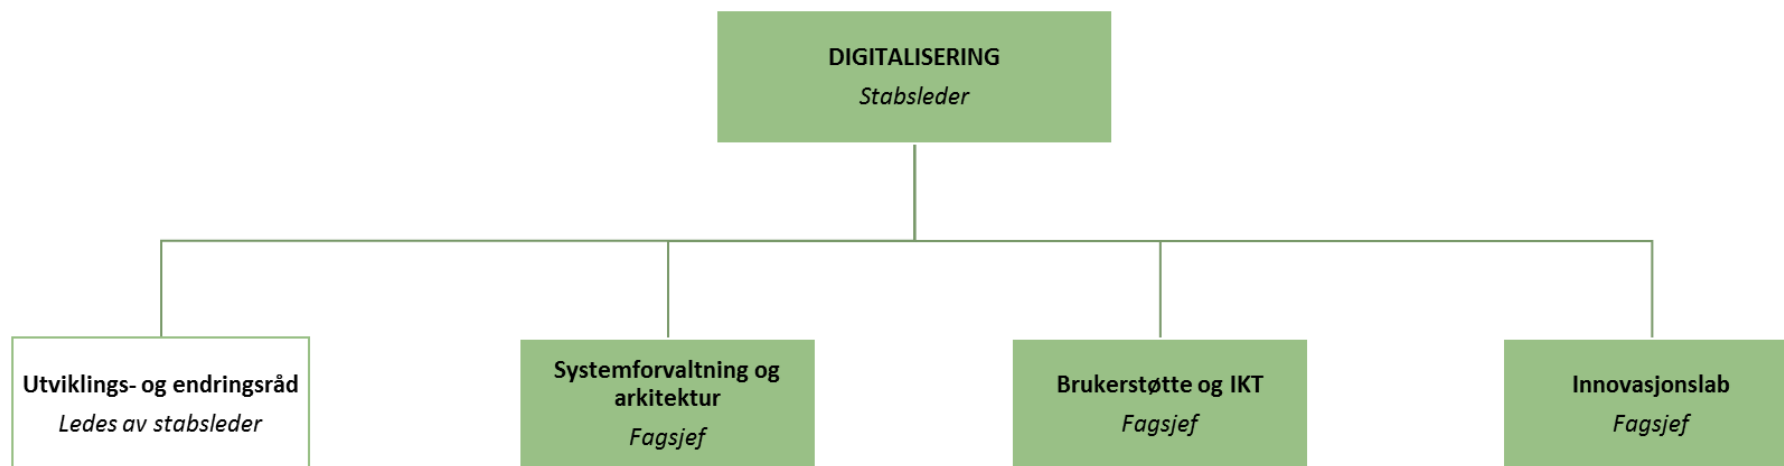 DIGITALISERING
Stabsleder
Utviklings- og endringsråd
Ledes av stabsleder
Systemforvaltning og
arkitektur
Fagsjef
Brukerstøtte og IKT
Fagsjef
Innovasjonslab
Fagsjef